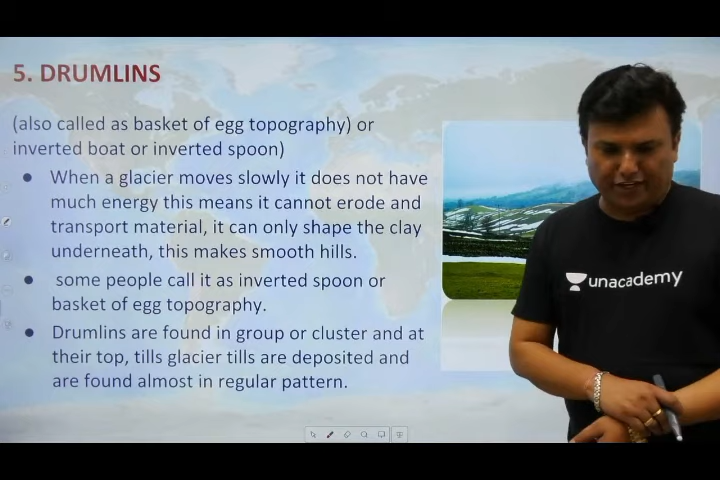 5. DRUMLINS
(also called as basket of egg topography) or
inverted boat or inverted spoon)
● When a glacier moves slowly it does not have
much energy this means it cannot erode and
transport material, it can only shape the clay
underneath, this makes smooth hills.
● some people call it as inverted spoon or
basket of egg topography.
● Drumlins are found in group or cluster and at
their top, tills glacier tills are deposited and
are found almost in regular pattern.
unacademy